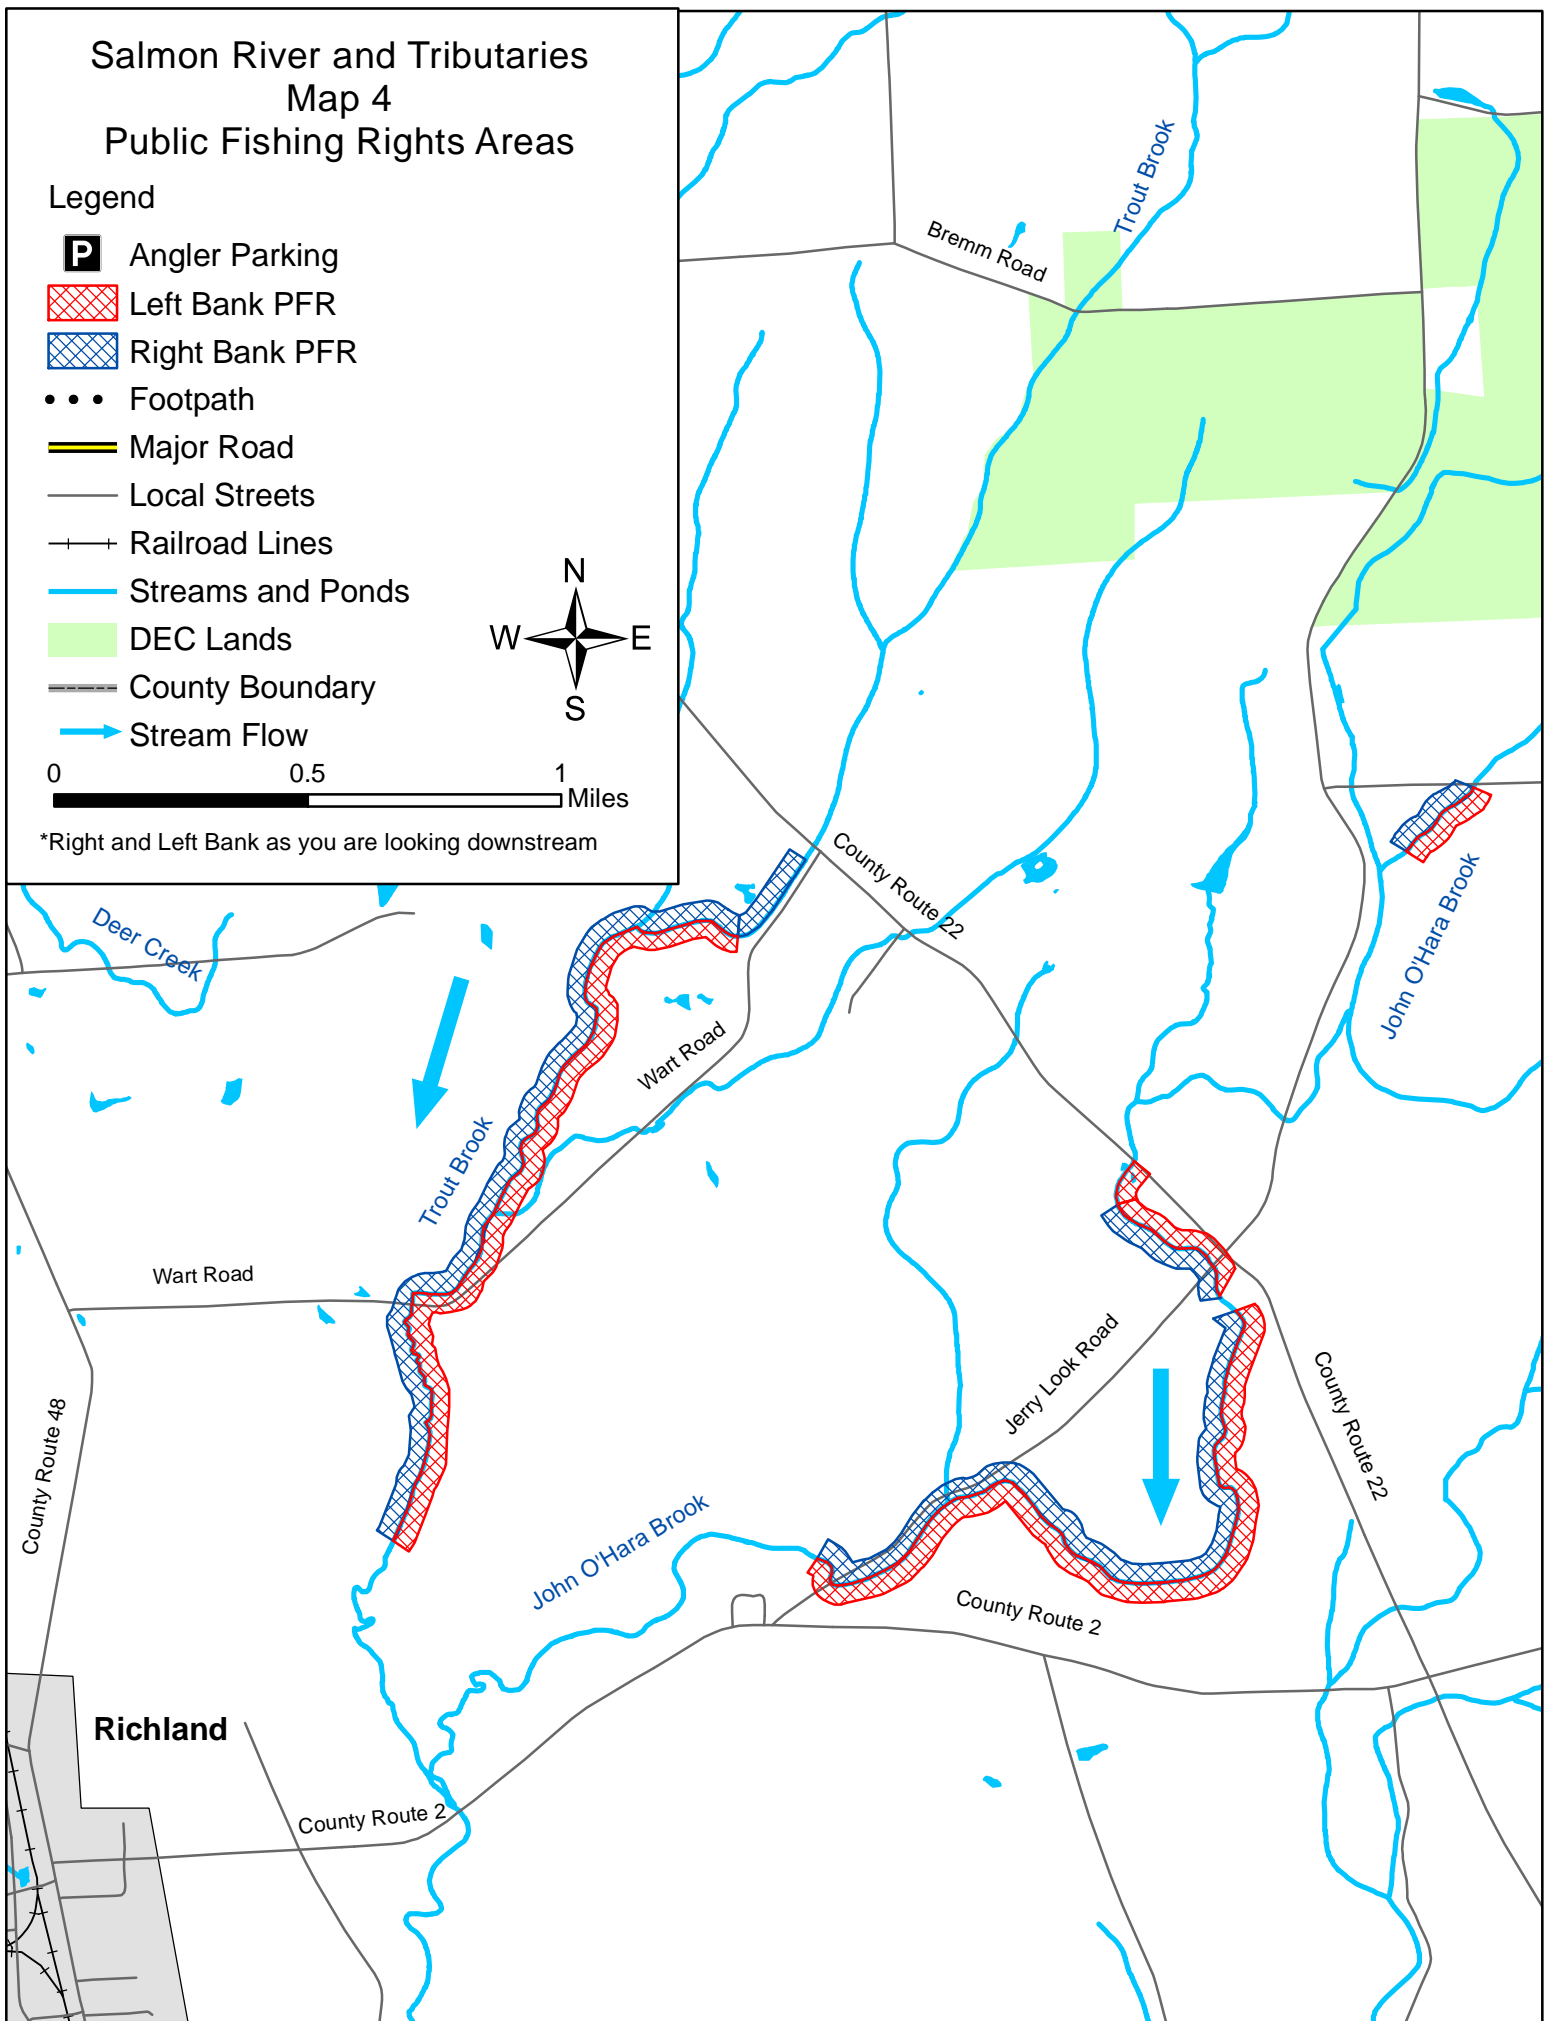 Salmon River and Tributaries
Map 4
Public Fishing Rights Areas
Legend
P Angler Parking
Left Bank PFR
Right Bank PFR
Footpath
Major Road
Local Streets
Railroad Lines
Streams and Ponds
DEC Lands
County Boundary
Stream Flow
N
W E
S
0 0.5 1
Miles
*Right and Left Bank as you are looking downstream
Trout Brook
Bremm Road
County Route 22
Deer Creek
John O'Hara Brook
Wart Road
Trout Brook
Wart Road
Jerry Look Road
County Route 22
County Route 48
John O'Hara Brook
County Route 2
Richland
County Route 2